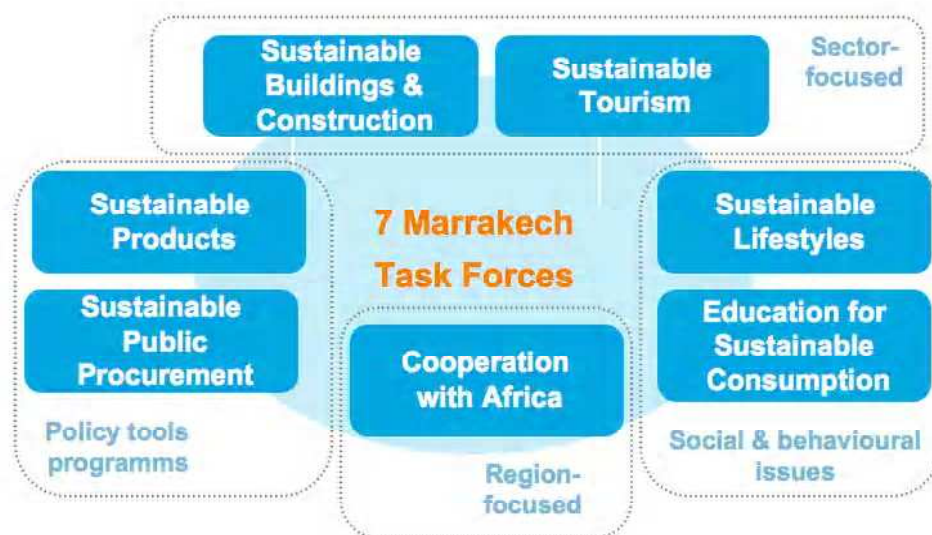 Sustainable
Buildings &
Construction
Sustainable
Tourism
Sector-
focused
Sustainable
Products
7 Marrakech
Task Forces
Sustainable
Lifestyles
Sustainable
Public
Procurement
Cooperation
with Africa
Education for
Sustainable
Consumption
Policy tools
programms
Region-
focused
Social & behavioural
issues